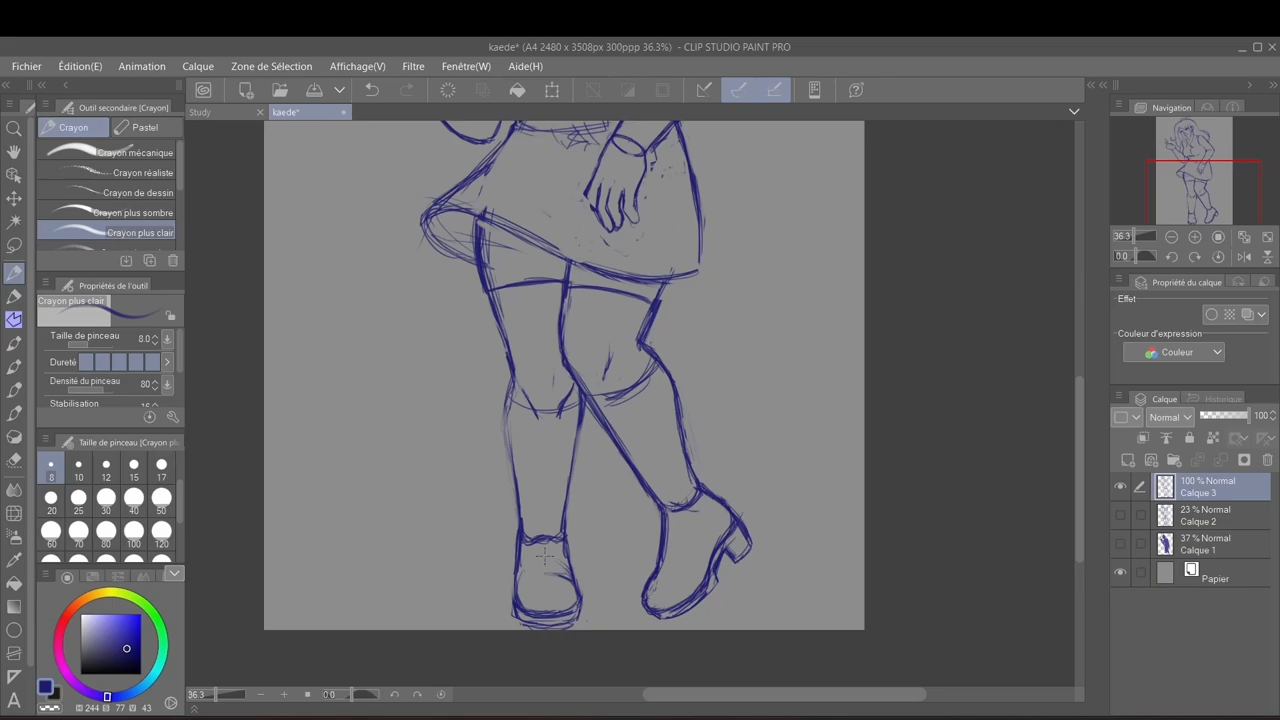 kaede* (A4 2480 x 3508px 300ppp 36.3%) - CLIP STUDIO PAINT PRO
Fichier Édition(E) Animation Calque Zone de Sélection Affichage(V) Filtre Fenêtre(W) Aide(H)
Study kaede*
Outil secondaire [Crayon]
Crayon Pastel
Crayon mécanique
Crayon réaliste
Crayon de dessin
Crayon plus sombre
Crayon plus clair
Propriétés de l'outil
Crayon plus clair
Taille de pinceau 8.0
Dureté
Densité du pinceau 80
Stabilisation
Taille de pinceau [Crayon pl
8 10 12 15 17
20 25 30 40 50
60 70 80 100 120
H 244 S 77 V 43
36.3 0.0
Navigation
36.3
0.0
Propriété du calque
Effet
Couleur d'expression
Couleur
Calque Historique
Normal 100
100 % Normal
Calque 3
23 % Normal
Calque 2
37 % Normal
Calque 1
Papier